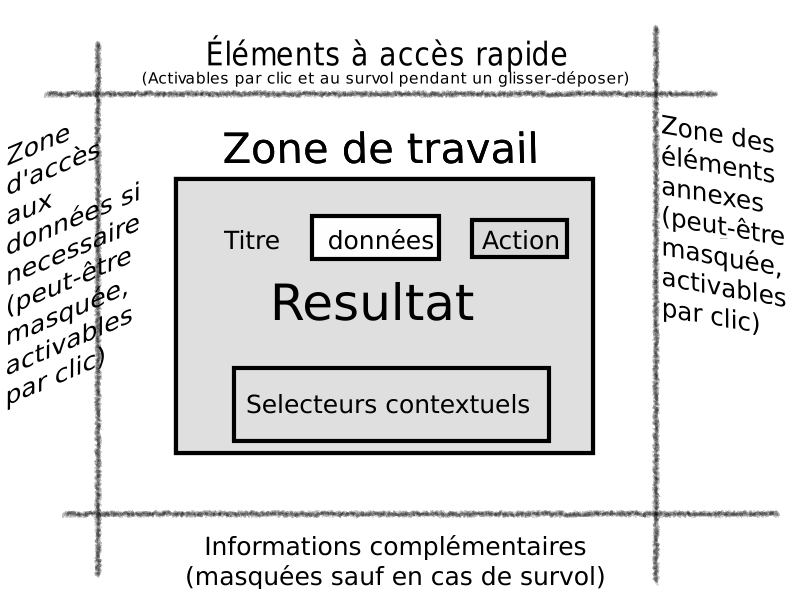 Éléments à accès rapide
(Activables par clic et au survol pendant un glisser-déposer)
Zone
d'accès
aux
données si
necessaire
(peut-être
masquée,
activables
par clic)
Zone de travail
Titre
données
Action
Resultat
Selecteurs contextuels
Zone des
éléments
annexes
(peut-être
masquée,
activables
par clic)
Informations complémentaires
(masquées sauf en cas de survol)